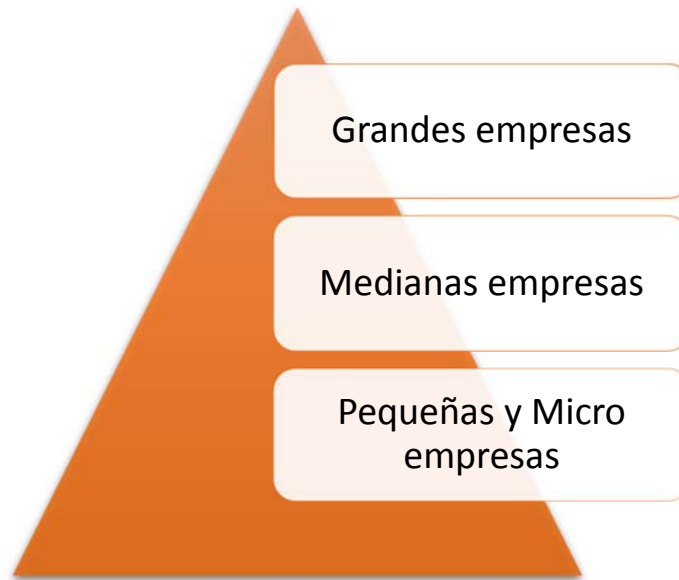 Grandes empresas
Medianas empresas
Pequeñas y Micro
empresas